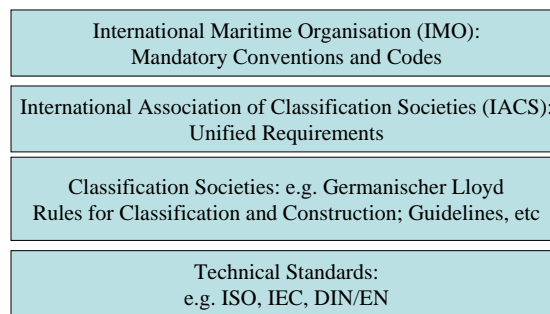 International Maritime Organisation (IMO):
Mandatory Conventions and Codes
International Association of Classification Societies (IACS):
Unified Requirements
Classification Societies: e.g. Germanischer Lloyd
Rules for Classification and Construction; Guidelines, etc
Technical Standards:
e.g. ISO, IEC, DIN/EN